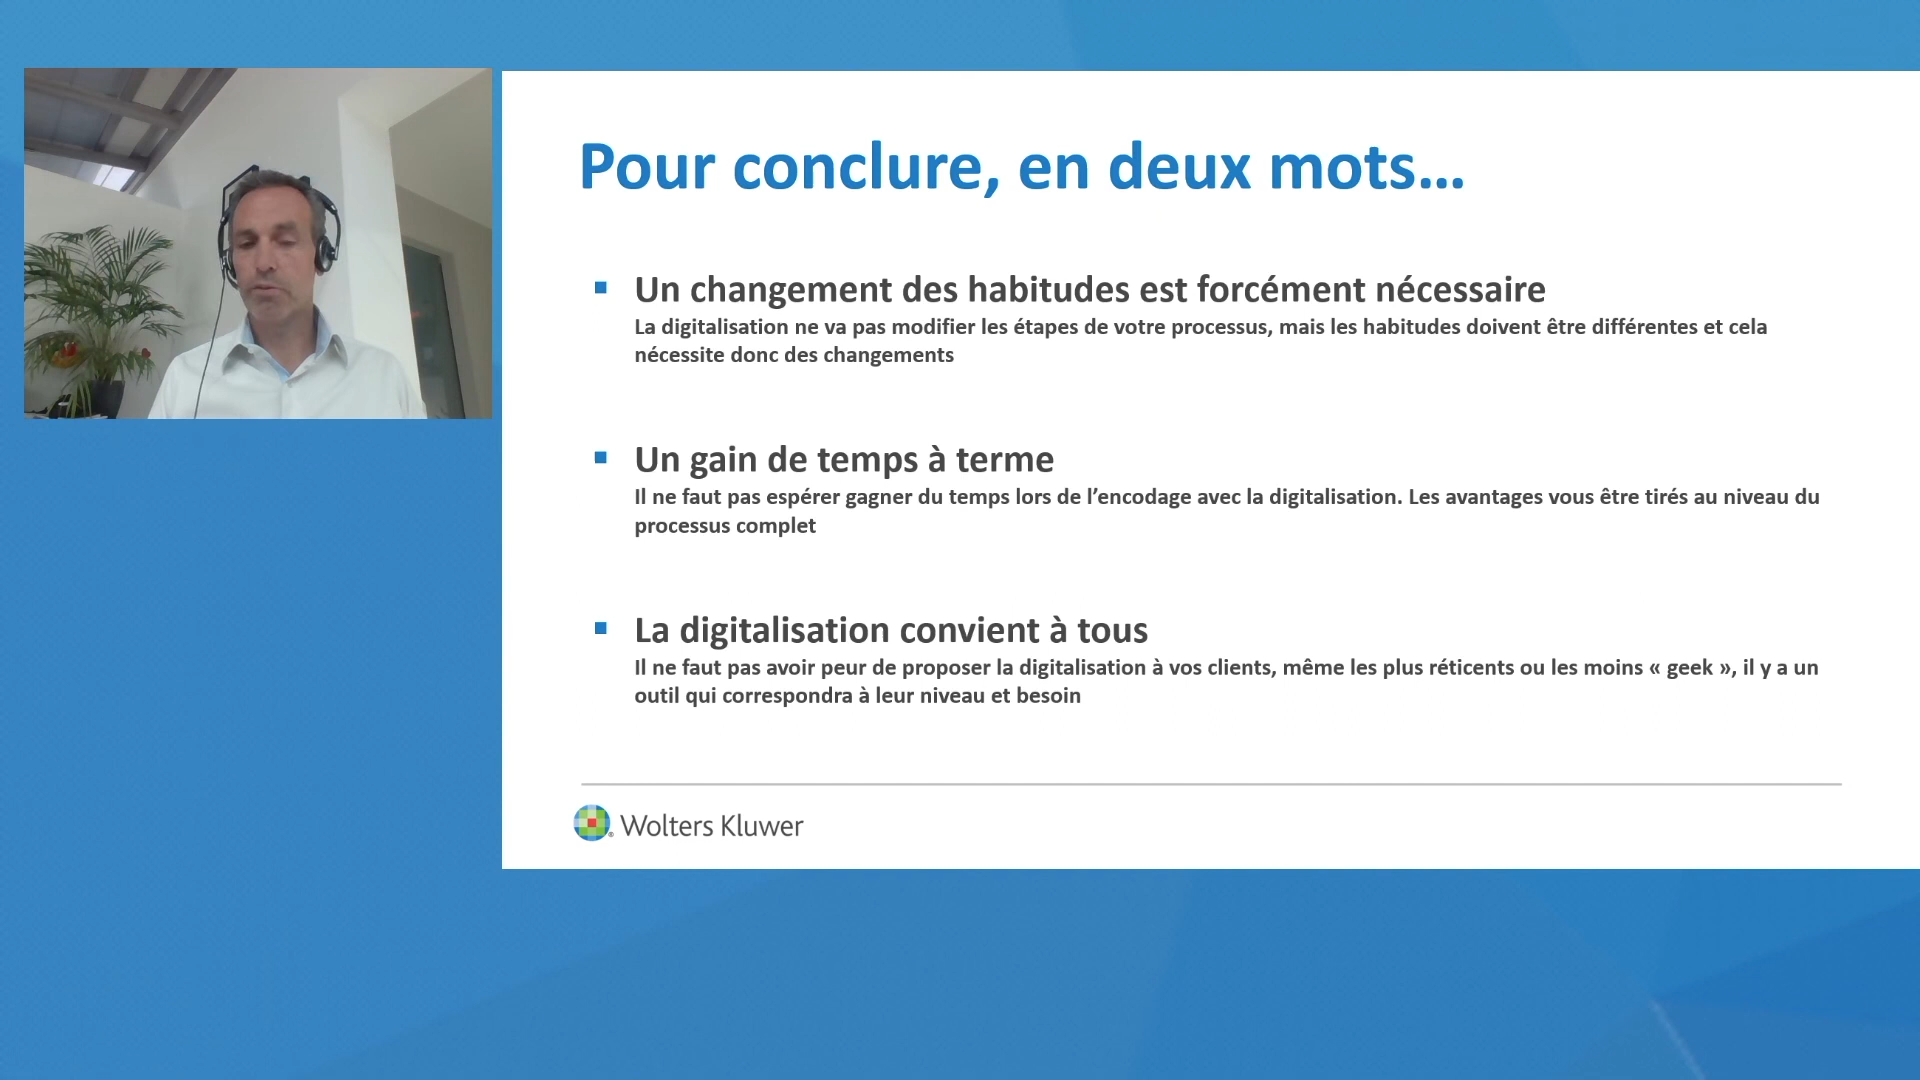 Pour conclure, en deux mots...
Un changement des habitudes est forcément nécessaire
La digitalisation ne va pas modifier les étapes de votre processus, mais les habitudes doivent être différentes et cela
nécessite donc des changements
Un gain de temps à terme
Il ne faut pas espérer gagner du temps lors de l’encodage avec la digitalisation. Les avantages vous être tirés au niveau du
processus complet
La digitalisation convient à tous
Il ne faut pas avoir peur de proposer la digitalisation à vos clients, même les plus réticents ou les moins « geek », il y a un
outil qui correspondra à leur niveau et besoin
Wolters Kluwer